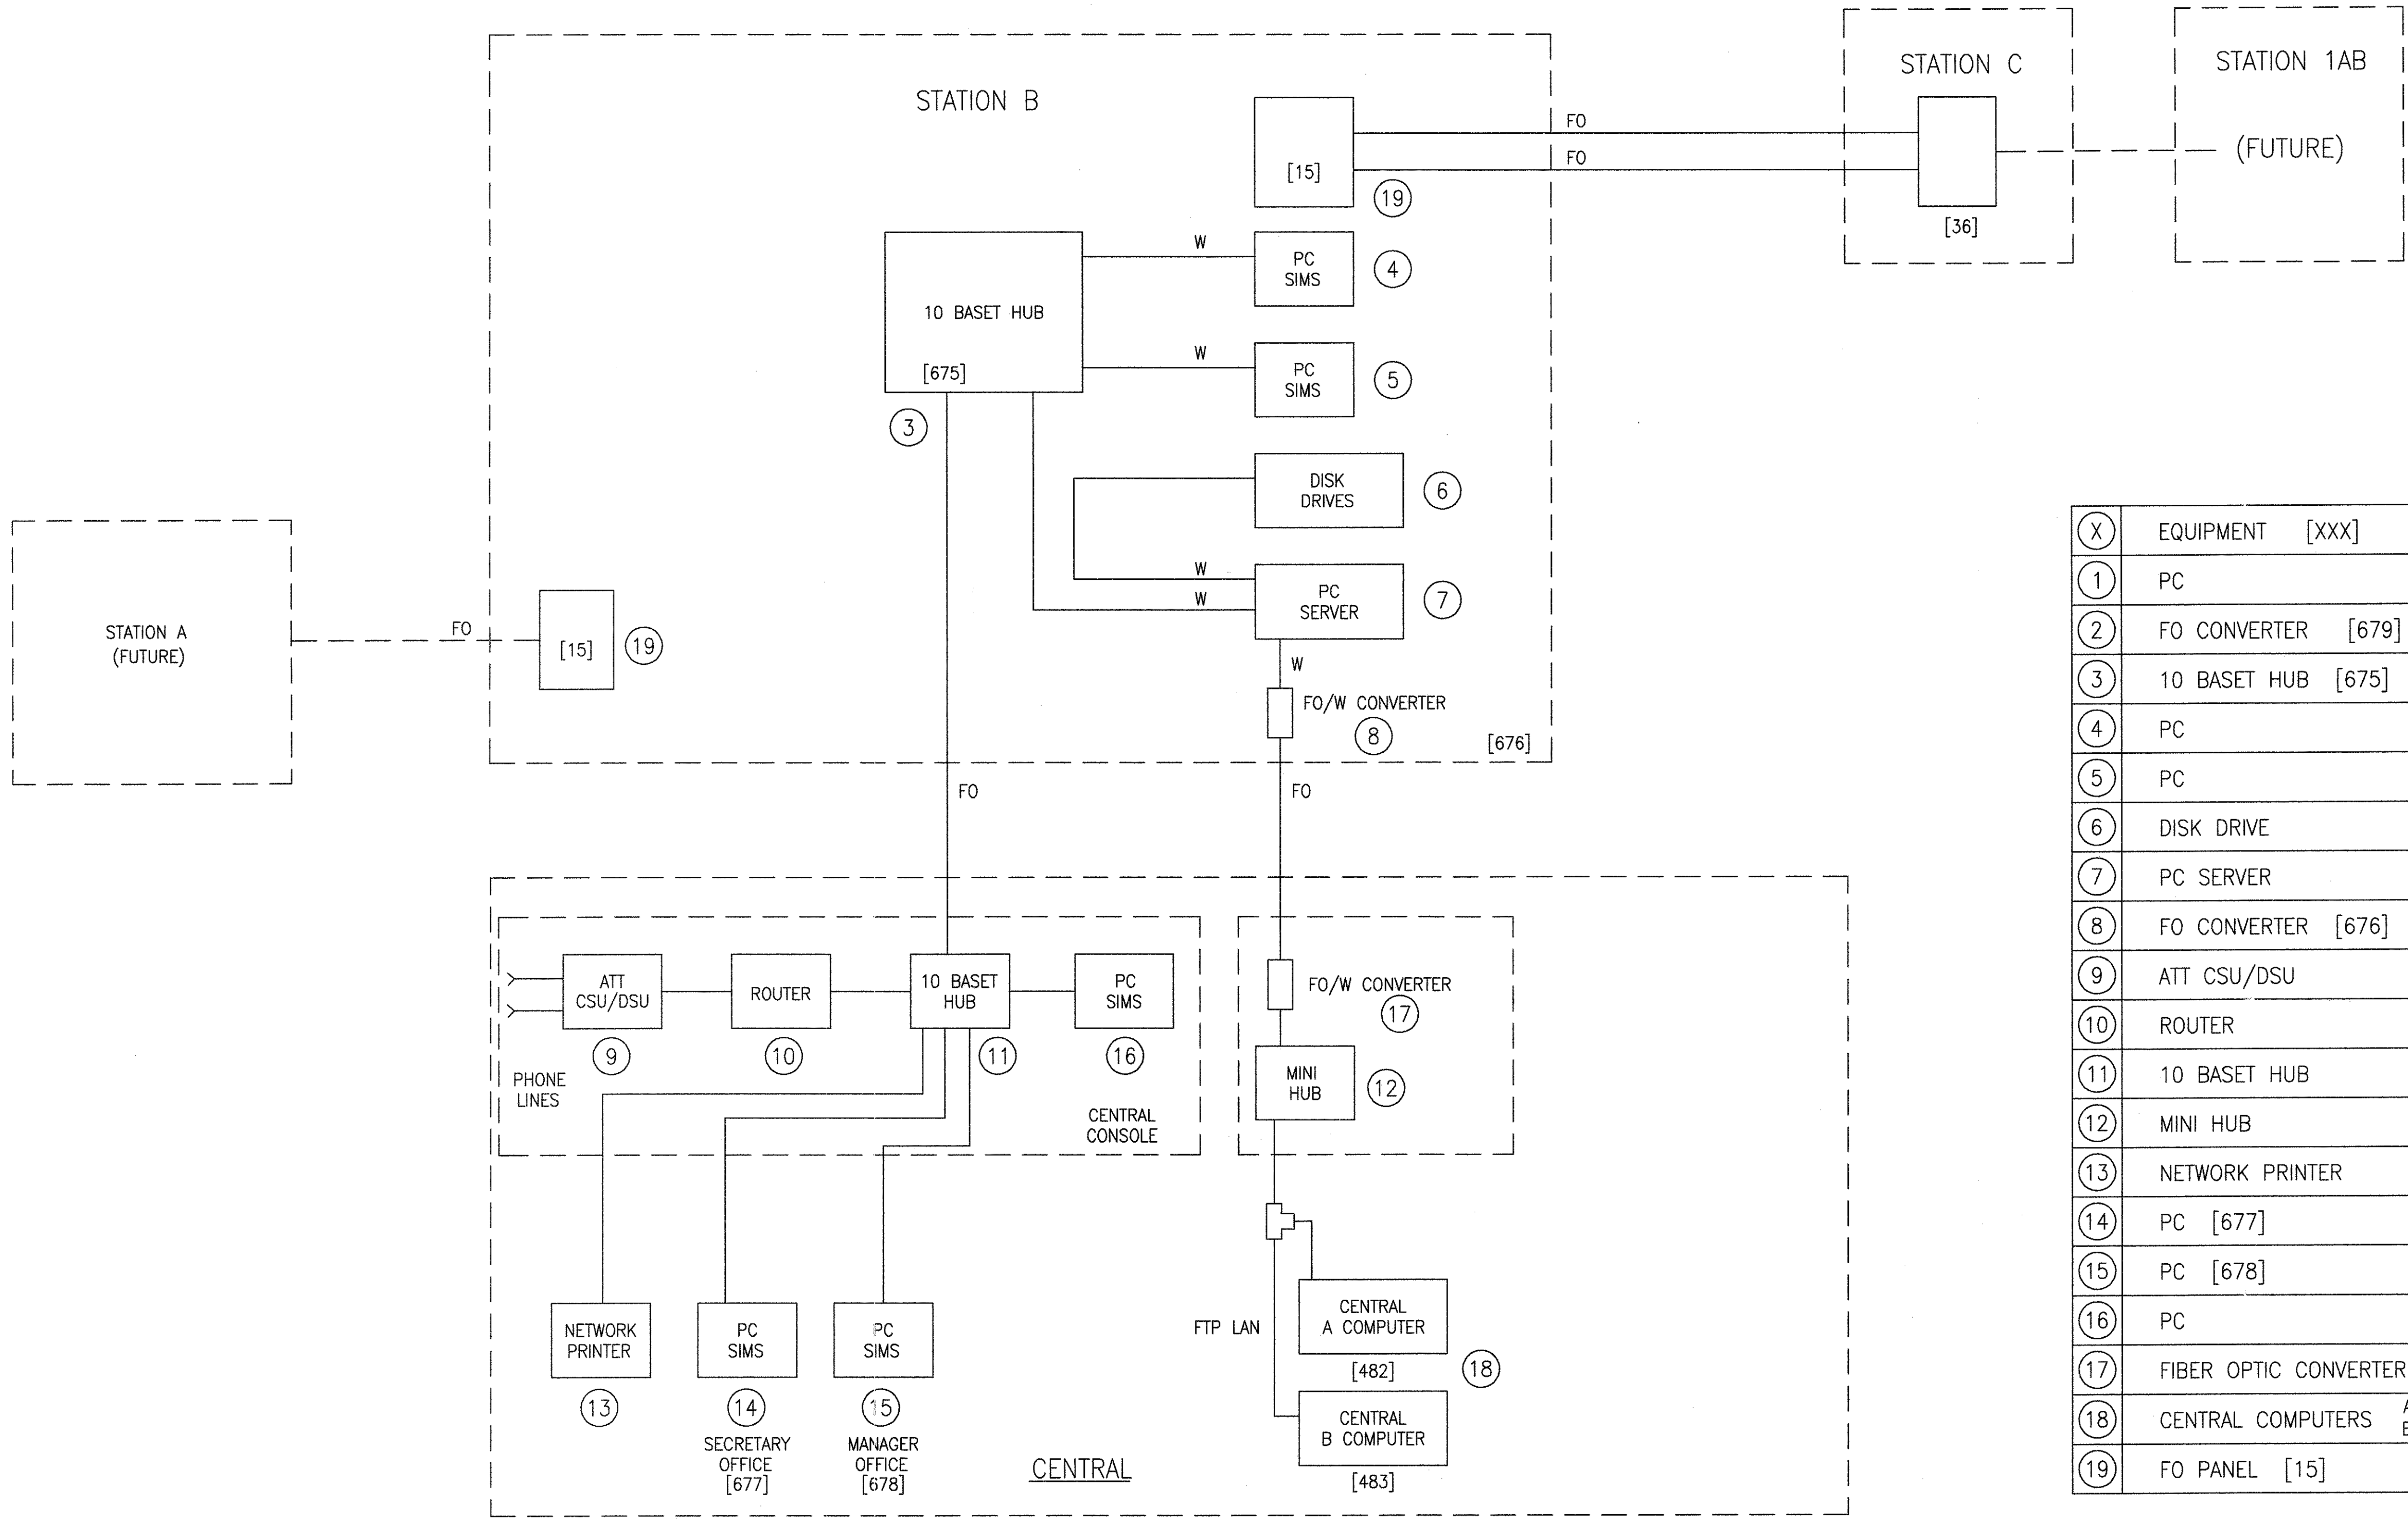 STATION B
[15]
19
FO
FO
STATION C
[36]
STATION 1AB
(FUTURE)
10 BASET HUB
[675]
3
W
PC
SIMS
4
W
PC
SIMS
5
DISK
DRIVES
6
W
W
PC
SERVER
7
W
FO/W CONVERTER
8
[676]
STATION A
(FUTURE)
FO
[15]
19
FO
FO
ATT
CSU/DSU
9
ROUTER
10
10 BASET
HUB
11
PC
SIMS
16
PHONE
LINES
CENTRAL
CONSOLE
FO/W CONVERTER
17
MINI
HUB
12
NETWORK
PRINTER
13
PC
SIMS
14
SECRETARY
OFFICE
[677]
PC
SIMS
15
MANAGER
OFFICE
[678]
CENTRAL
FTP LAN
CENTRAL
A COMPUTER
[482]
18
CENTRAL
B COMPUTER
[483]
X EQUIPMENT [XXX]
1 PC
2 FO CONVERTER [679]
3 10 BASET HUB [675]
4 PC
5 PC
6 DISK DRIVE
7 PC SERVER
8 FO CONVERTER [676]
9 ATT CSU/DSU
10 ROUTER
11 10 BASET HUB
12 MINI HUB
13 NETWORK PRINTER
14 PC [677]
15 PC [678]
16 PC
17 FIBER OPTIC CONVERTER
18 CENTRAL COMPUTERS
19 FO PANEL [15]